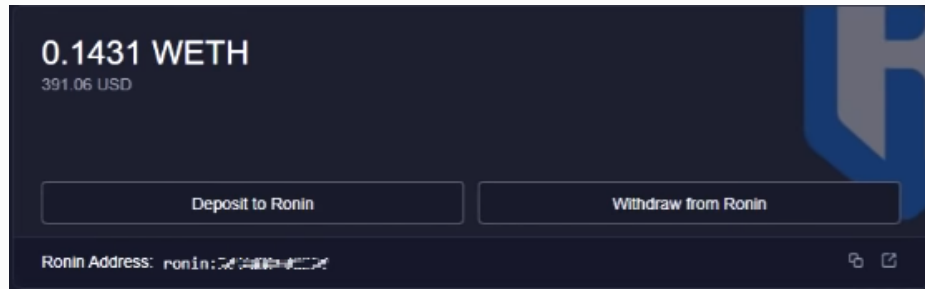 0.1431 WETH
391.06 USD
Deposit to Ronin
Withdraw from Ronin
Ronin Address: ronin: